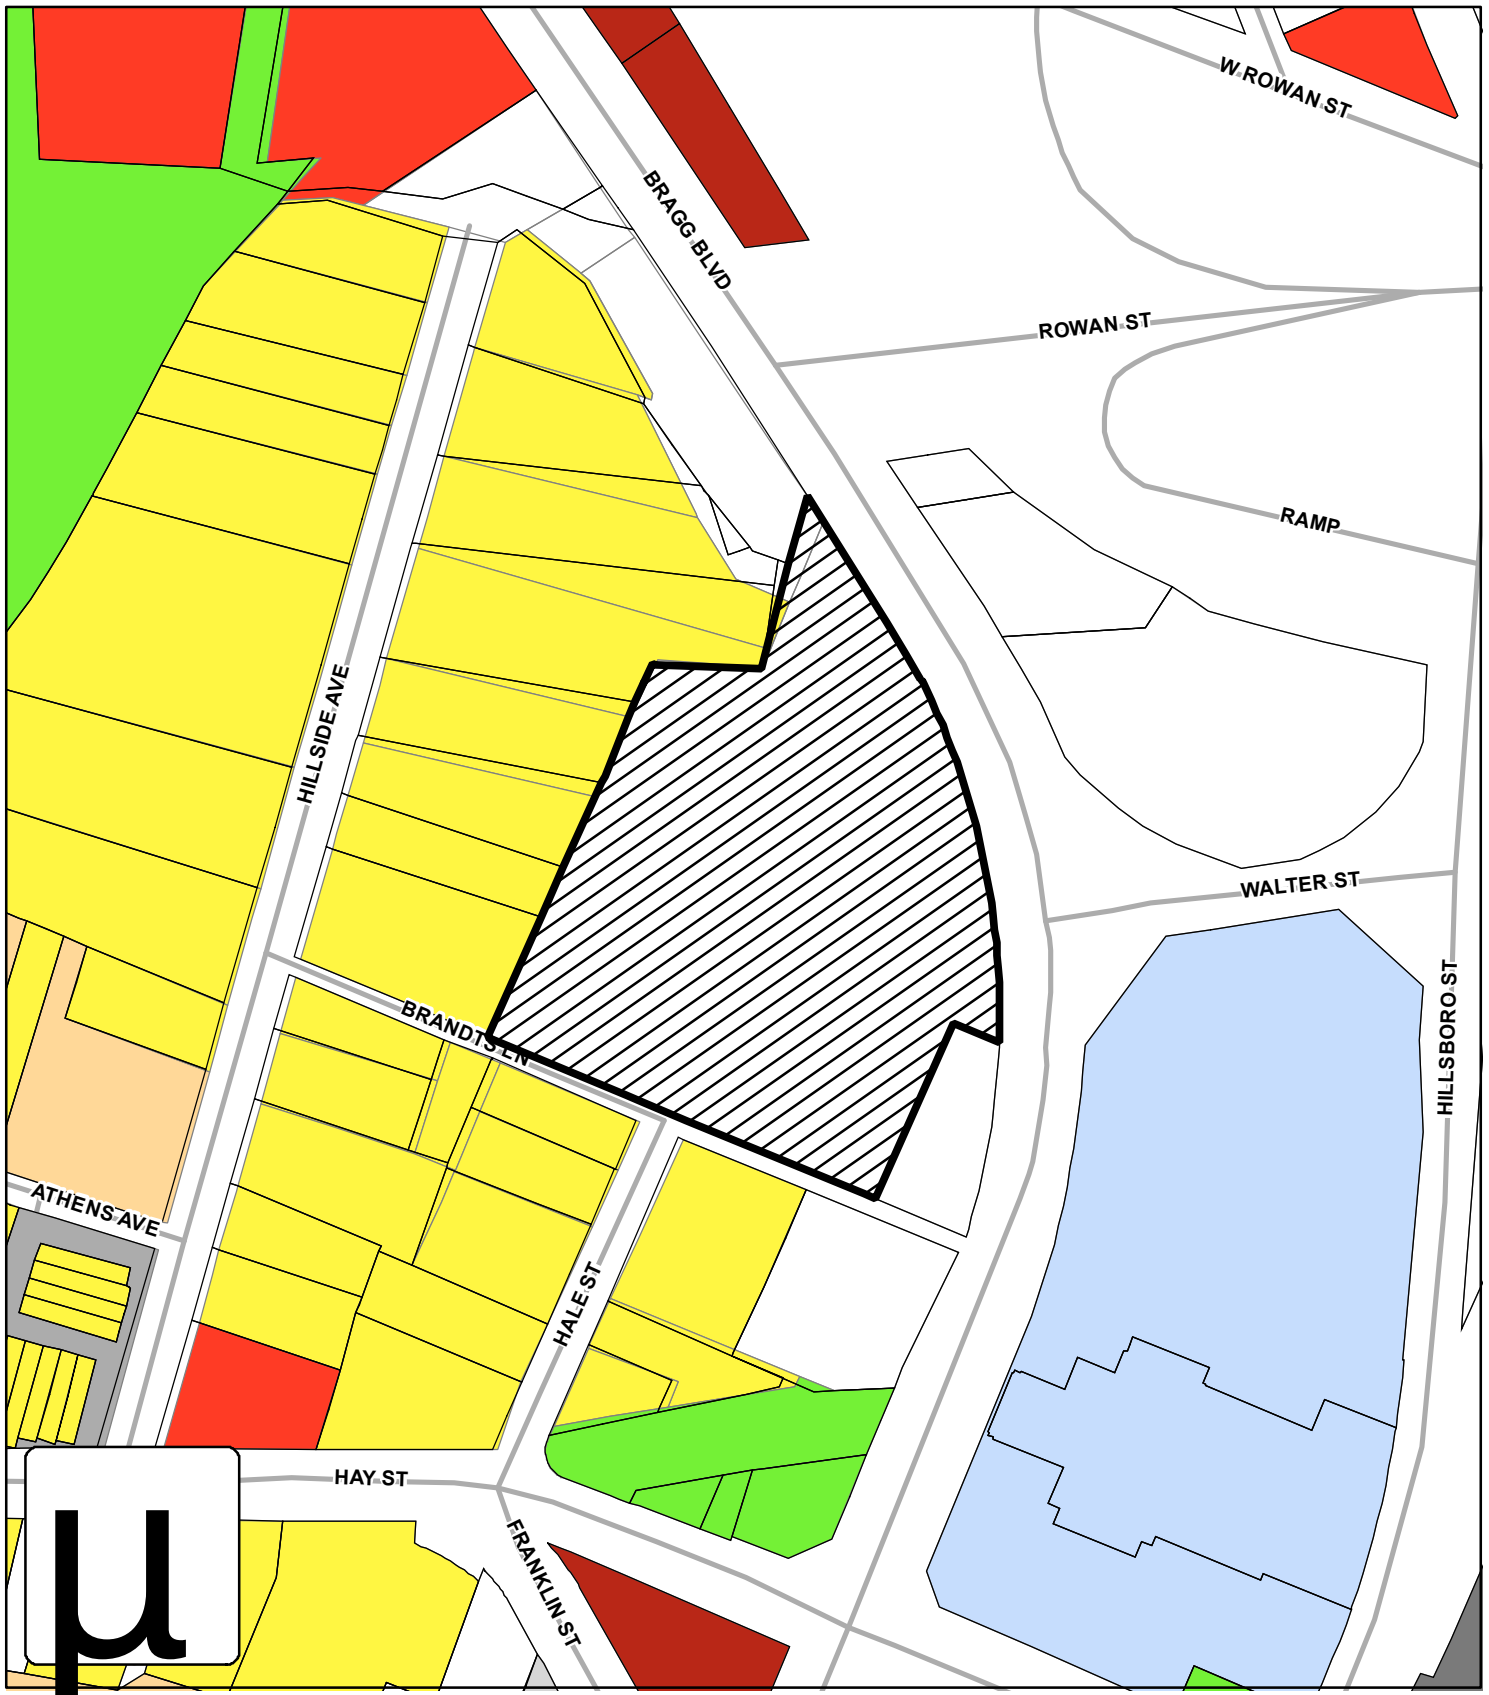 W ROWAN ST
BRAGG BLVD
ROWAN ST
RAMP
HILLSIDE AVE
WALTER ST
BRANDTS LN
HILLSBORO ST
ATHENS AVE
HALE ST
HAY ST
FRANKLIN ST
µ